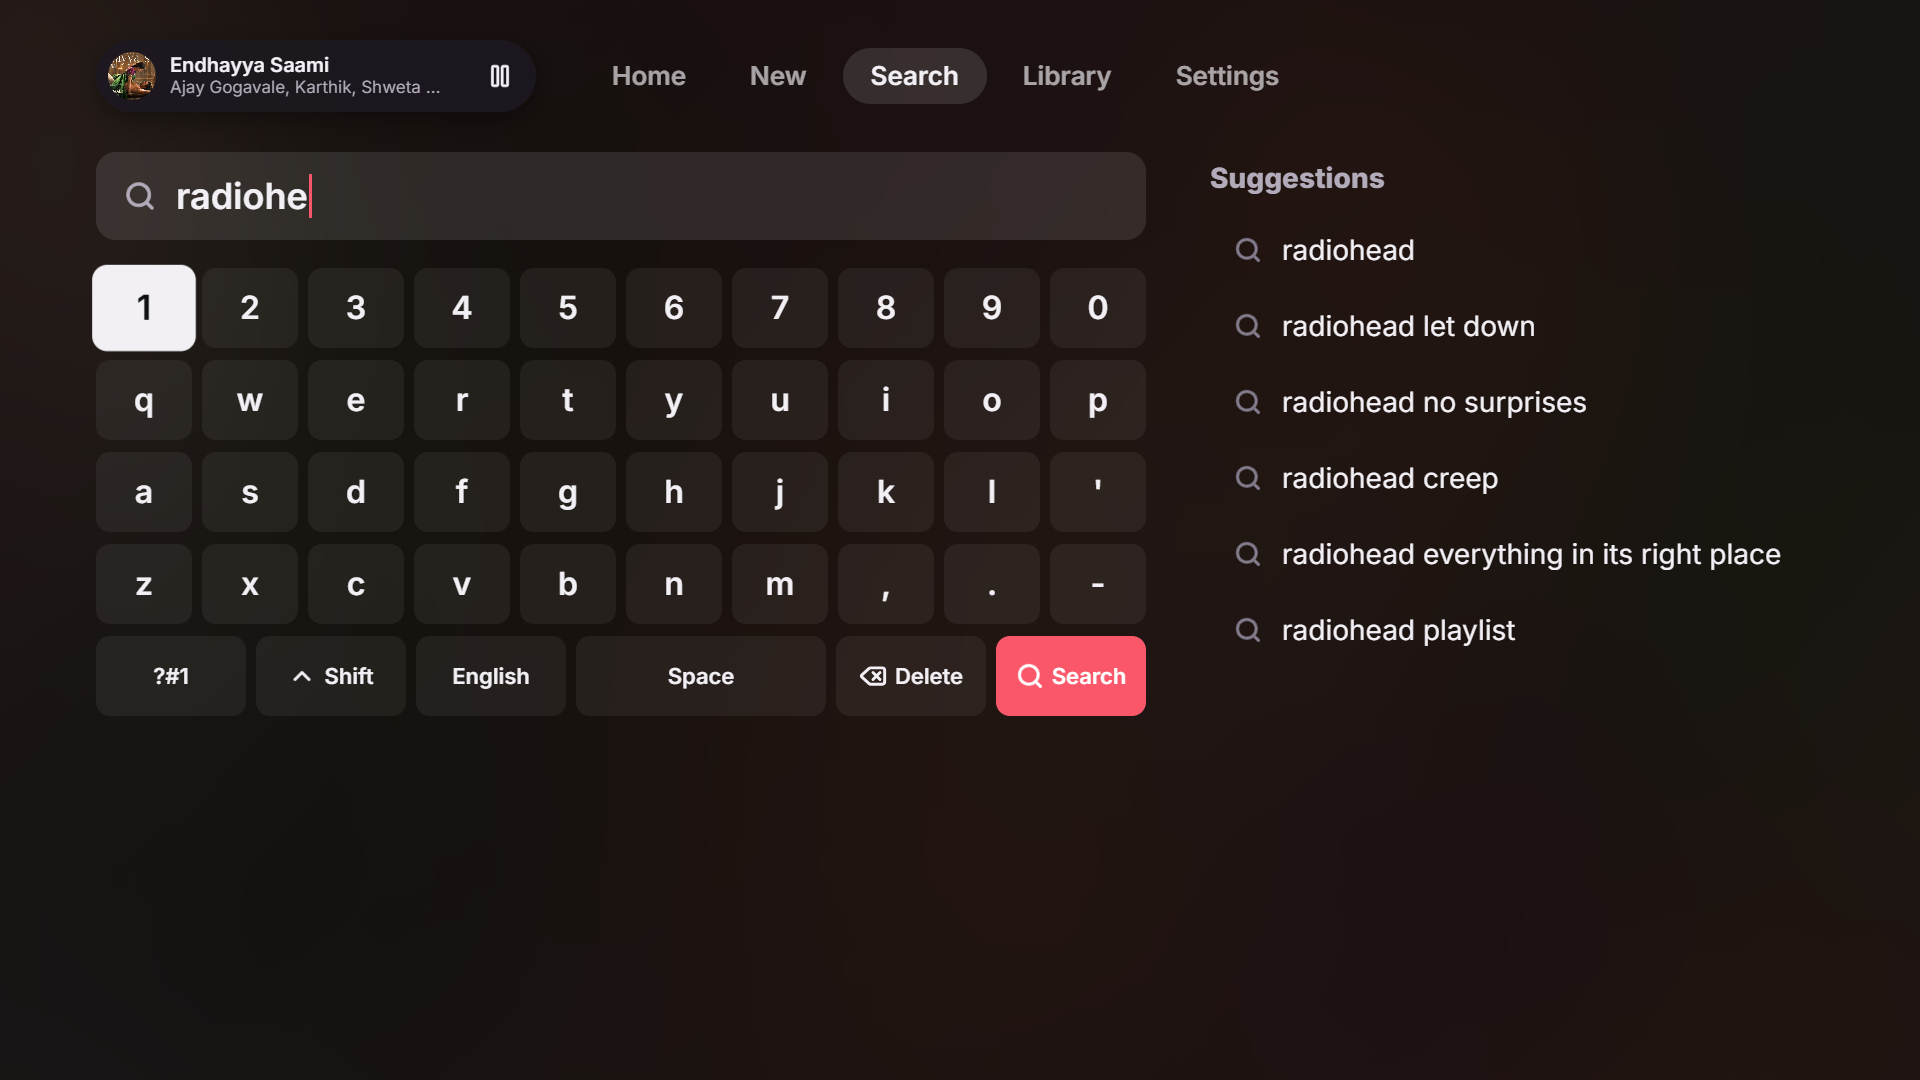 Endhayya Saami
Ajay Gogavale, Karthik, Shweta ...
Home
New
Search
Library
Settings
radiohe
1 2 3 4 5 6 7 8 9 0
q w e r t y u i o p
a s d f g h j k l '
z x c v b n m , . -
?#1 Shift English Space Delete Search
Suggestions
radiohead
radiohead let down
radiohead no surprises
radiohead creep
radiohead everything in its right place
radiohead playlist